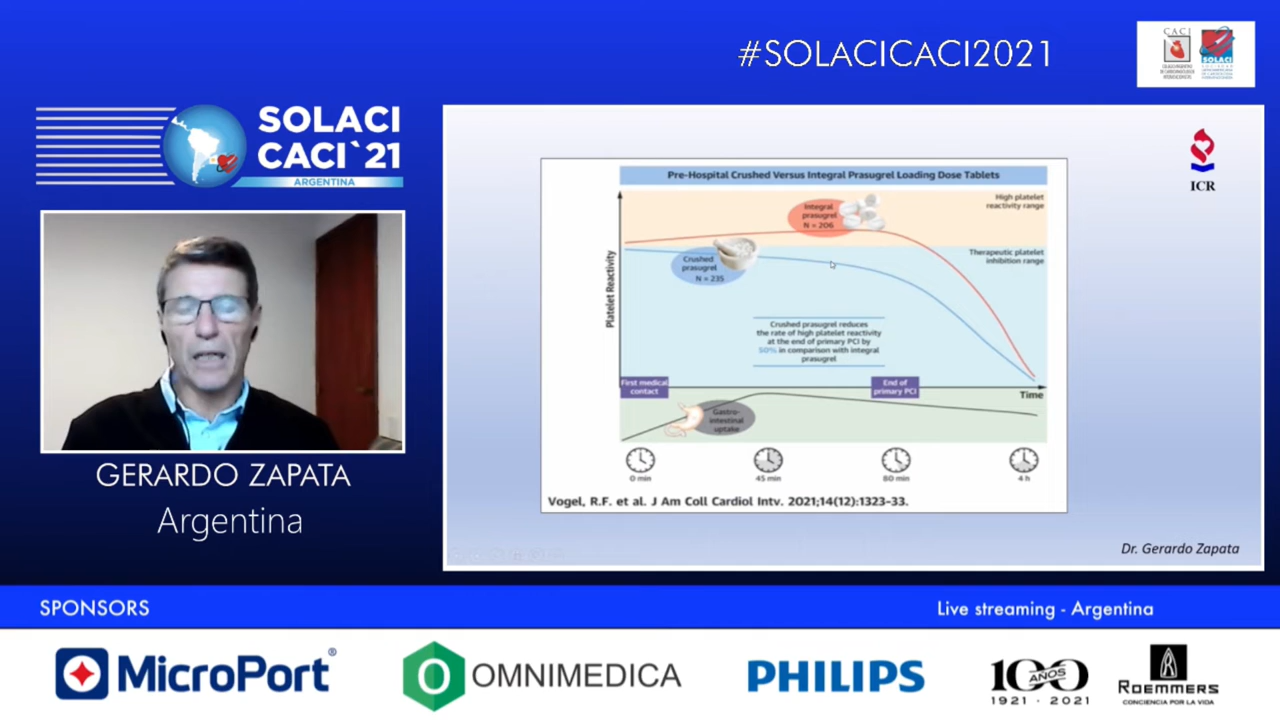 #SOLACICACI2021
CACI
SOLACI
SOLACI
CACI`21
ARGENTINA
ICR
Pre-Hospital Crushed Versus Integral Prasugrel Loading Dose Tablets
High platelet
reactivity range
Integral
prasugrel
N = 206
Therapeutic platelet
inhibition range
Crushed
prasugrel
N = 235
Platelet Reactivity
Crushed prasugrel reduces
the rate of high platelet reactivity
at the end of primary PCI by
50% in comparison with integral
prasugrel
First medical
contact
End of
primary PCI
Time
Gastro-
intestinal
uptake
0 min
45 min
80 min
4 h
Vogel, R.F. et al. J Am Coll Cardiol Intv. 2021;14(12):1323–33.
Dr. Gerardo Zapata
GERARDO ZAPATA
Argentina
SPONSORS
Live streaming - Argentina
MicroPort®
OMNIMEDICA
PHILIPS
100
AÑOS
1921 · 2021
ROEMMERS
CONCIENCIA POR LA VIDA